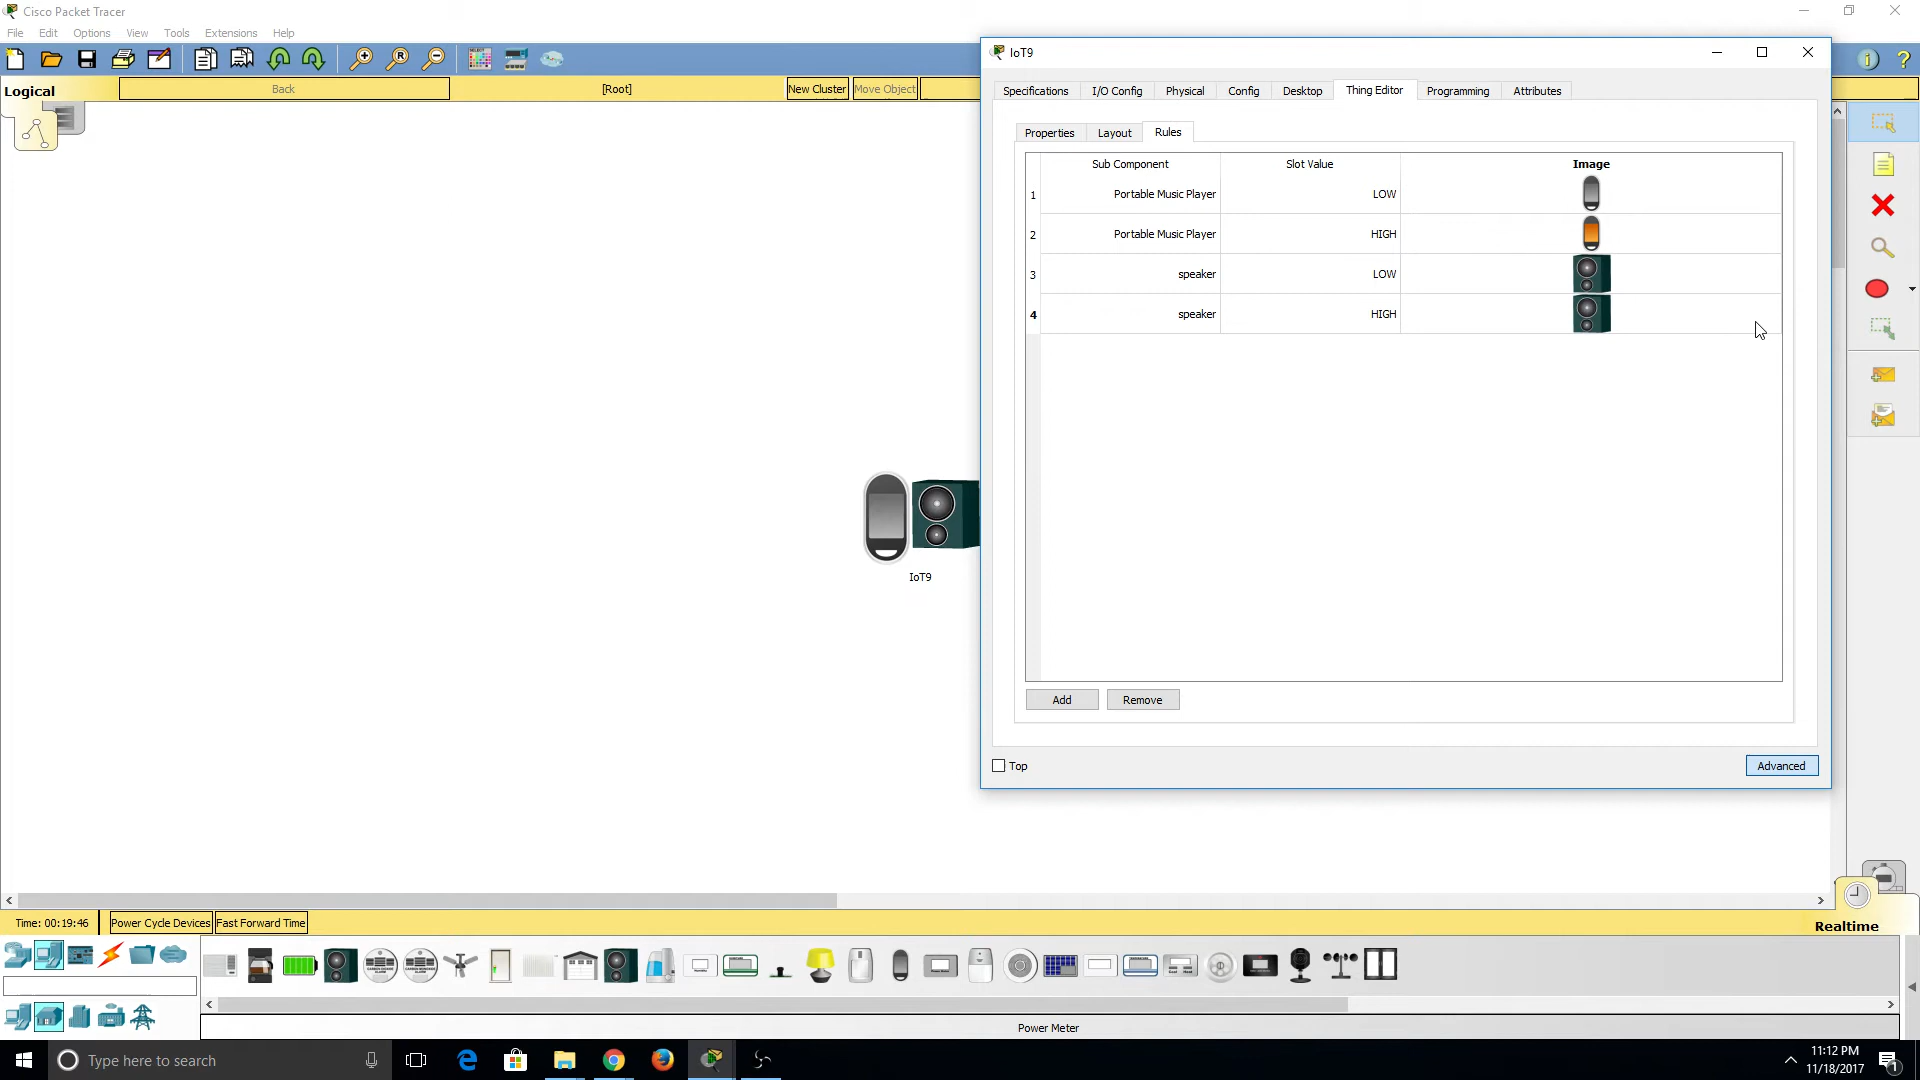 Cisco Packet Tracer
File Edit Options View Tools Extensions Help
Logical
Back
[Root]
New Cluster
Move Object
IoT9
Specifications I/O Config Physical Config Desktop Thing Editor Programming Attributes
Properties Layout Rules
Sub Component Slot Value Image
1 Portable Music Player LOW
2 Portable Music Player HIGH
3 speaker LOW
4 speaker HIGH
Add Remove
Top
Advanced
IoT9
Time: 00:19:46 Power Cycle Devices Fast Forward Time
Realtime
Power Meter
Type here to search
11:12 PM
11/18/2017